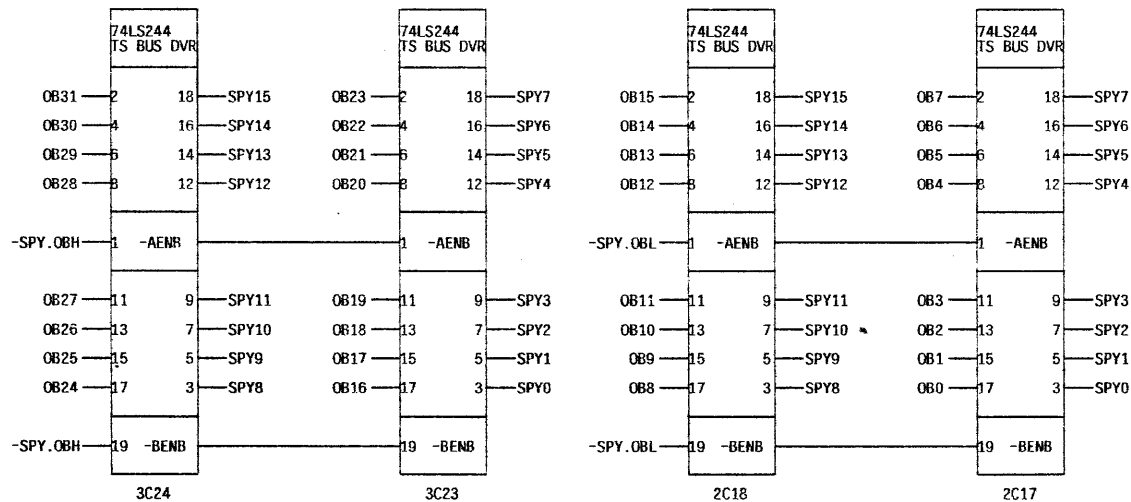 74LS244 74LS244 74LS244 74LS244
TS BUS DVR TS BUS DVR TS BUS DVR TS BUS DVR
OB31 2 18 SPY15 OB23 2 18 SPY7 OB15 2 18 SPY15 OB7 2 18 SPY7
OB30 4 16 SPY14 OB22 4 16 SPY6 OB14 4 16 SPY14 OB6 4 16 SPY6
OB29 6 14 SPY13 OB21 6 14 SPY5 OB13 6 14 SPY13 OB5 6 14 SPY5
OB28 8 12 SPY12 OB20 8 12 SPY4 OB12 8 12 SPY12 OB4 8 12 SPY4
-SPY.OBH 1 -AENB 1 -AENB -SPY.OBL 1 -AENB 1 -AENB
OB27 11 9 SPY11 OB19 11 9 SPY3 OB11 11 9 SPY11 OB3 11 9 SPY3
OB26 13 7 SPY10 OB18 13 7 SPY2 OB10 13 7 SPY10 OB2 13 7 SPY2
OB25 15 5 SPY9 OB17 15 5 SPY1 OB9 15 5 SPY9 OB1 15 5 SPY1
OB24 17 3 SPY8 OB16 17 3 SPY0 OB8 17 3 SPY8 OB0 17 3 SPY0
-SPY.OBH 19 -BENB 19 -BENB -SPY.OBL 19 -BENB 19 -BENB
3C24 3C23 2C18 2C17